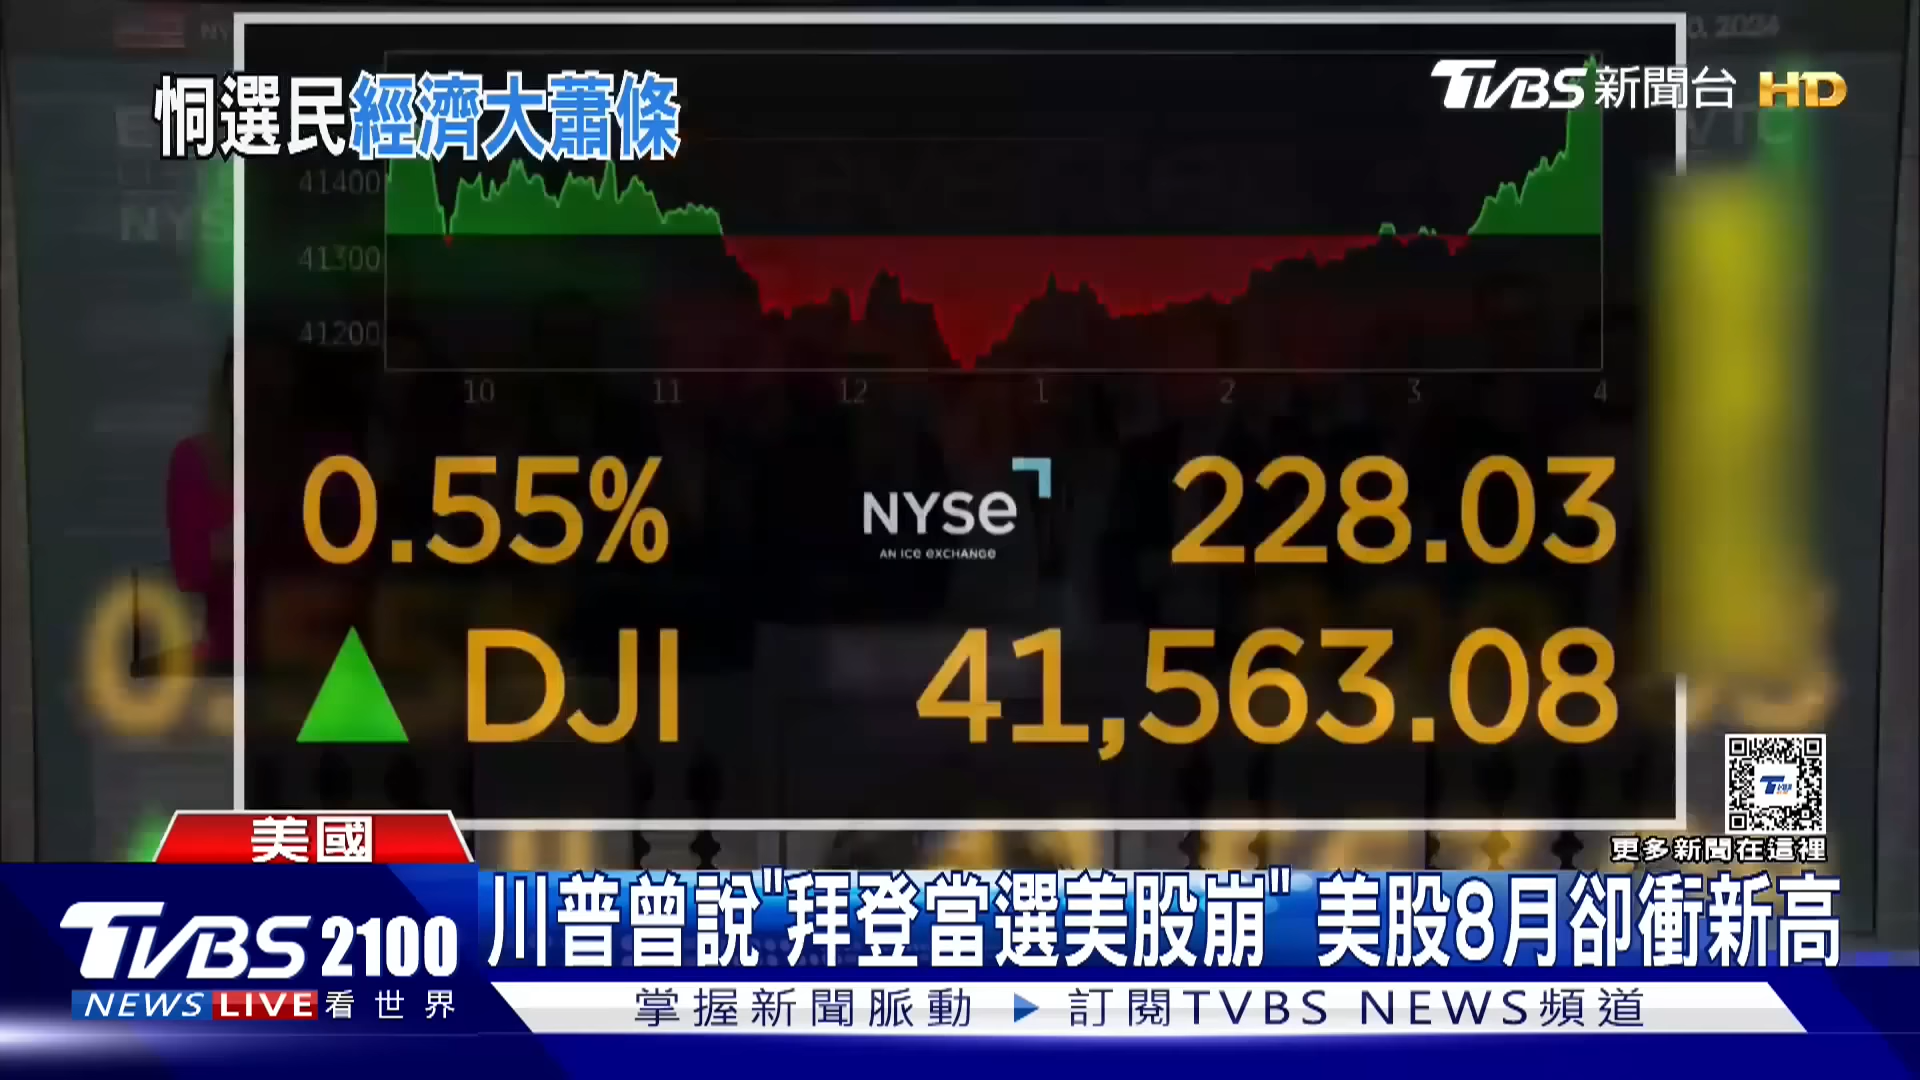 恫選民經濟大蕭條
TVBS新聞台 HD
41400
41300
41200
10 11 12 1 2 3 4
0.55%
NYSE
AN ICE EXCHANGE
228.03
DJI
41,563.08
更多新聞在這裡
美國
川普曾說"拜登當選美股崩" 美股8月卻衝新高
TVBS 2100
NEWS LIVE 看世界
掌握新聞脈動 ▶ 訂閱TVBS NEWS頻道